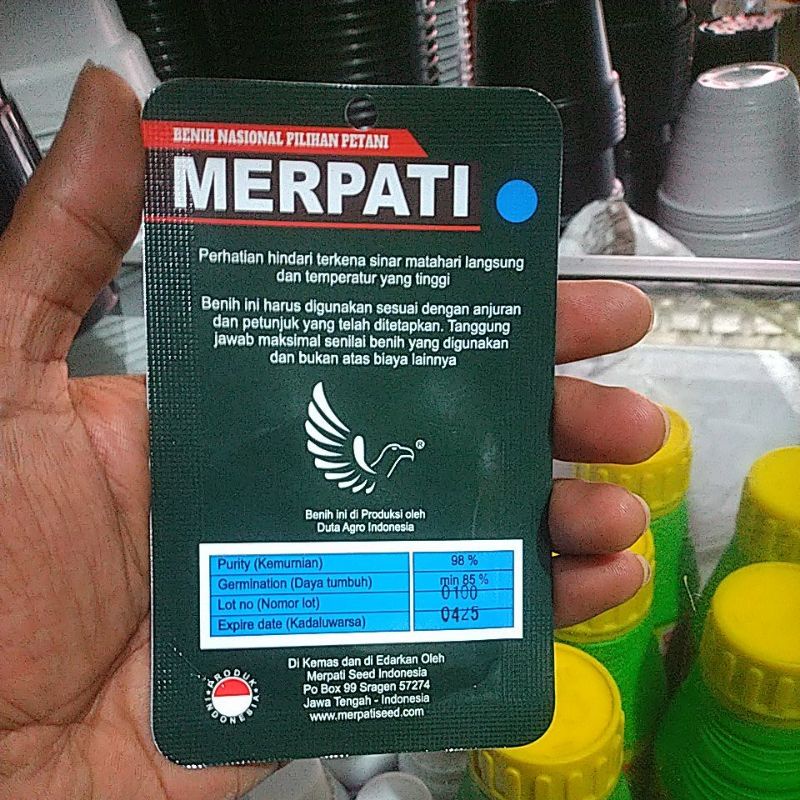 BENIH NASIONAL PILIHAN PETANI
MERPATI
Perhatian hindari terkena sinar matahari langsung
dan temperatur yang tinggi
Benih ini harus digunakan sesuai dengan anjuran
dan petunjuk yang telah ditetapkan. Tanggung
jawab maksimal senilai benih yang digunakan
dan bukan atas biaya lainnya
®
Benih ini di Produksi oleh
Duta Agro Indonesia
Purity (Kemurnian) 98 %
Germination (Daya tumbuh) min 85 %
Lot no (Nomor lot) 0100
Expire date (Kadaluwarsa) 0425
Di Kemas dan di Edarkan Oleh
Merpati Seed Indonesia
Po Box 99 Sragen 57274
Jawa Tengah - Indonesia
www.merpatiseed.com
PRODUK
INDONESIA